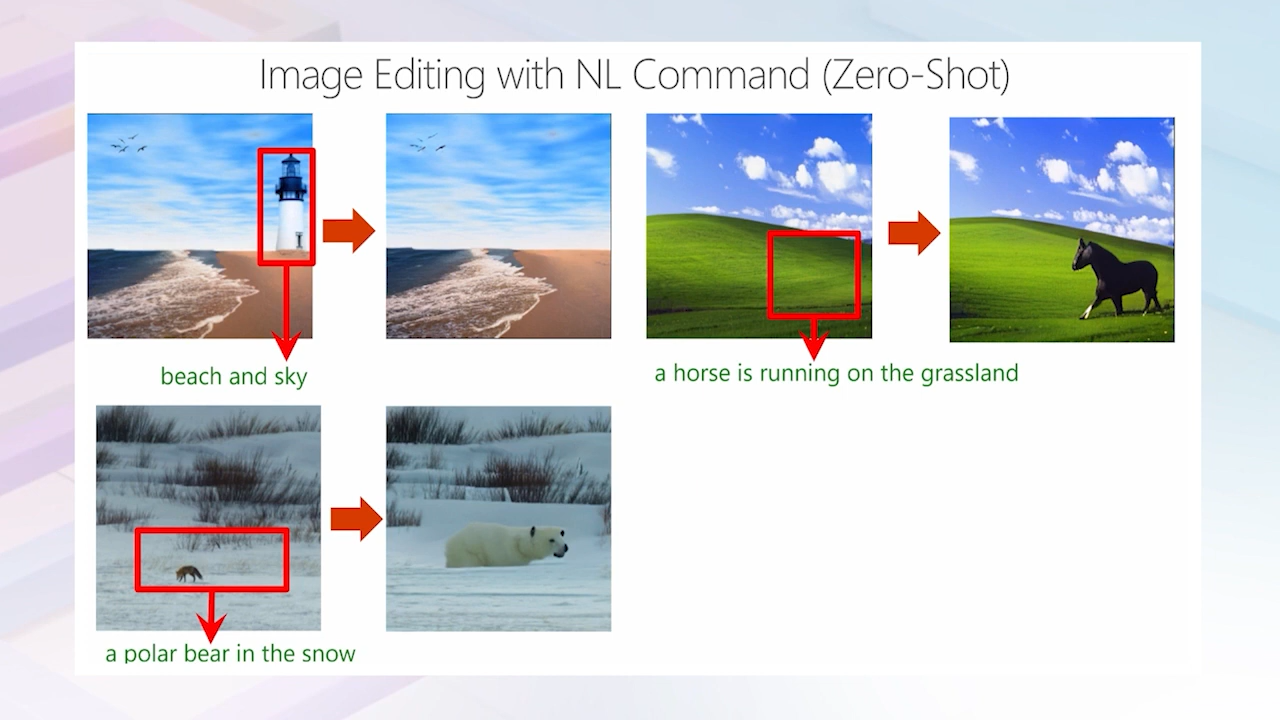 Image Editing with NL Command (Zero-Shot)
beach and sky
a horse is running on the grassland
a polar bear in the snow